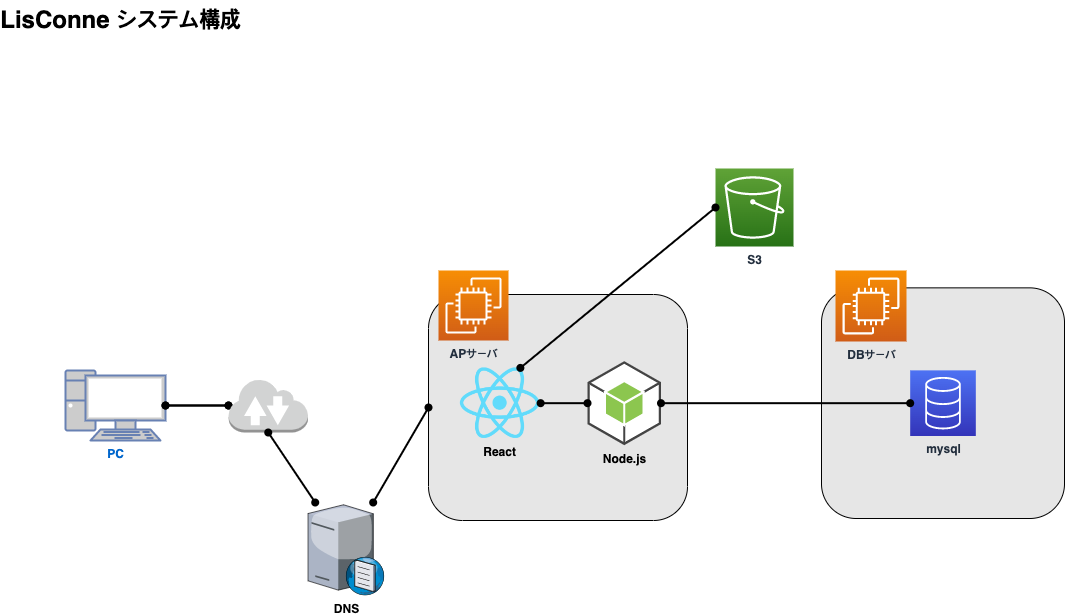 LisConne システム構成
S3
APサーバ
DBサーバ
React
Node.js
mysql
PC
DNS